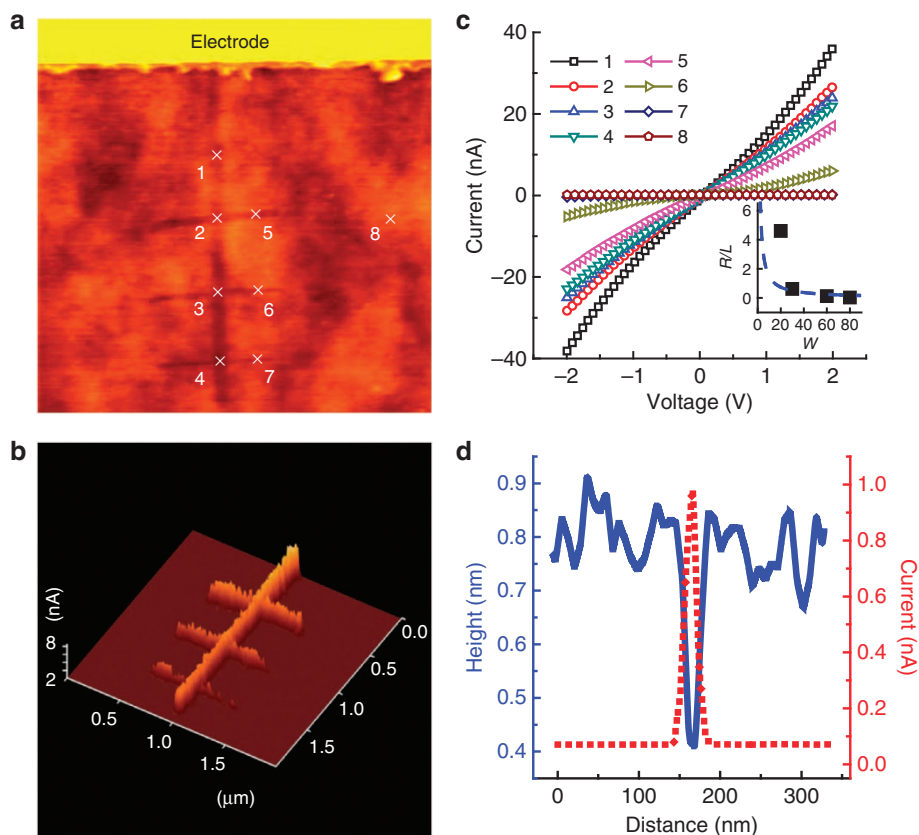 a
Electrode
1
2
5
8
3
6
4
7
b
(nA)
8
2
0.5
1.0
1.5
(μm)
0.0
0.5
1.0
1.5
c
40
20
0
−20
−40
Current (nA)
1 5
2 6
3 7
4 8
−2 −1 0 1 2
Voltage (V)
R/L
6
4
2
0
0 20 40 60 80
W
d
0.9
0.8
0.7
0.6
0.5
0.4
Height (nm)
1.0
0.8
0.6
0.4
0.2
0.0
Current (nA)
0 100 200 300
Distance (nm)